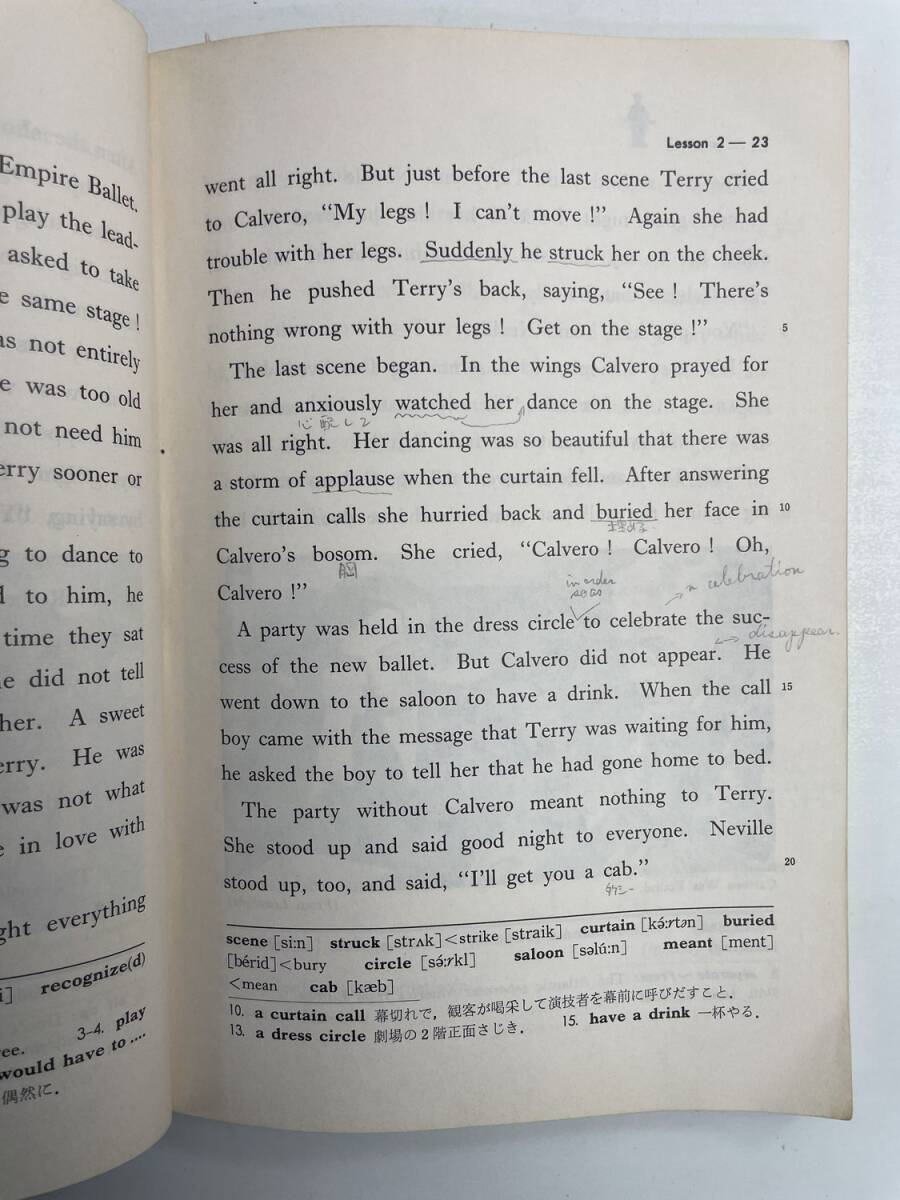 Empire Ballet.
play the lead-
asked to take
same stage!
was not entirely
was too old
not need him
sooner or
to dance to
to him, he
time they sat
did not tell
her. A sweet
He was
was not what
in love with
everything
recognize(d)
3-4. play
would have to ....
偶然に.
Lesson 2 — 23
went all right. But just before the last scene Terry cried
to Calvero, “My legs! I can't move!” Again she had
trouble with her legs. Suddenly he struck her on the cheek.
Then he pushed Terry's back, saying, “See! There's
nothing wrong with your legs! Get on the stage!” 5
The last scene began. In the wings Calvero prayed for
her and anxiously watched her dance on the stage. She
心配して
was all right. Her dancing was so beautiful that there was
a storm of applause when the curtain fell. After answering
the curtain calls she hurried back and buried her face in 10
埋める
Calvero's bosom. She cried, “Calvero! Calvero! Oh,
in order
so as
n celebration
Calvero!”
A party was held in the dress circle to celebrate the suc-
disappear.
cess of the new ballet. But Calvero did not appear. He
went down to the saloon to have a drink. When the call 15
boy came with the message that Terry was waiting for him,
he asked the boy to tell her that he had gone home to bed.
The party without Calvero meant nothing to Terry.
She stood up and said good night to everyone. Neville
stood up, too, and said, “I'll get you a cab.” 20
タクシー
scene [si:n] struck [strʌk]<strike [straik] curtain [kə́:rtən] buried
[bérid]<bury circle [sə́:rkl] saloon [səlú:n] meant [ment]
<mean cab [kæb]
10. a curtain call 幕切れで，観客が喝采して演技者を幕前に呼びだすこと.
13. a dress circle 劇場の2階正面さじき. 15. have a drink 一杯やる.